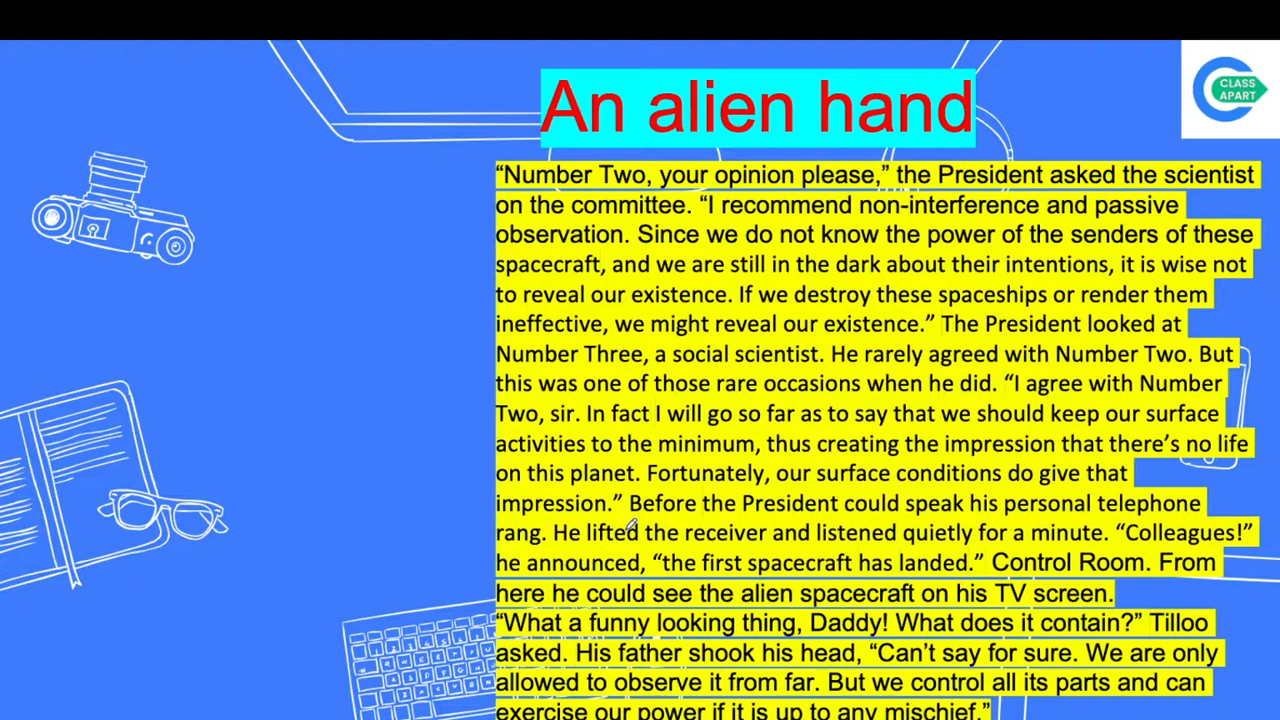 CLASS
APART
An alien hand
“Number Two, your opinion please,” the President asked the scientist
on the committee. “I recommend non-interference and passive
observation. Since we do not know the power of the senders of these
spacecraft, and we are still in the dark about their intentions, it is wise not
to reveal our existence. If we destroy these spaceships or render them
ineffective, we might reveal our existence.” The President looked at
Number Three, a social scientist. He rarely agreed with Number Two. But
this was one of those rare occasions when he did. “I agree with Number
Two, sir. In fact I will go so far as to say that we should keep our surface
activities to the minimum, thus creating the impression that there’s no life
on this planet. Fortunately, our surface conditions do give that
impression.” Before the President could speak his personal telephone
rang. He lifted the receiver and listened quietly for a minute. “Colleagues!”
he announced, “the first spacecraft has landed.” Control Room. From
here he could see the alien spacecraft on his TV screen.
“What a funny looking thing, Daddy! What does it contain?” Tilloo
asked. His father shook his head, “Can’t say for sure. We are only
allowed to observe it from far. But we control all its parts and can
exercise our power if it is up to any mischief.”